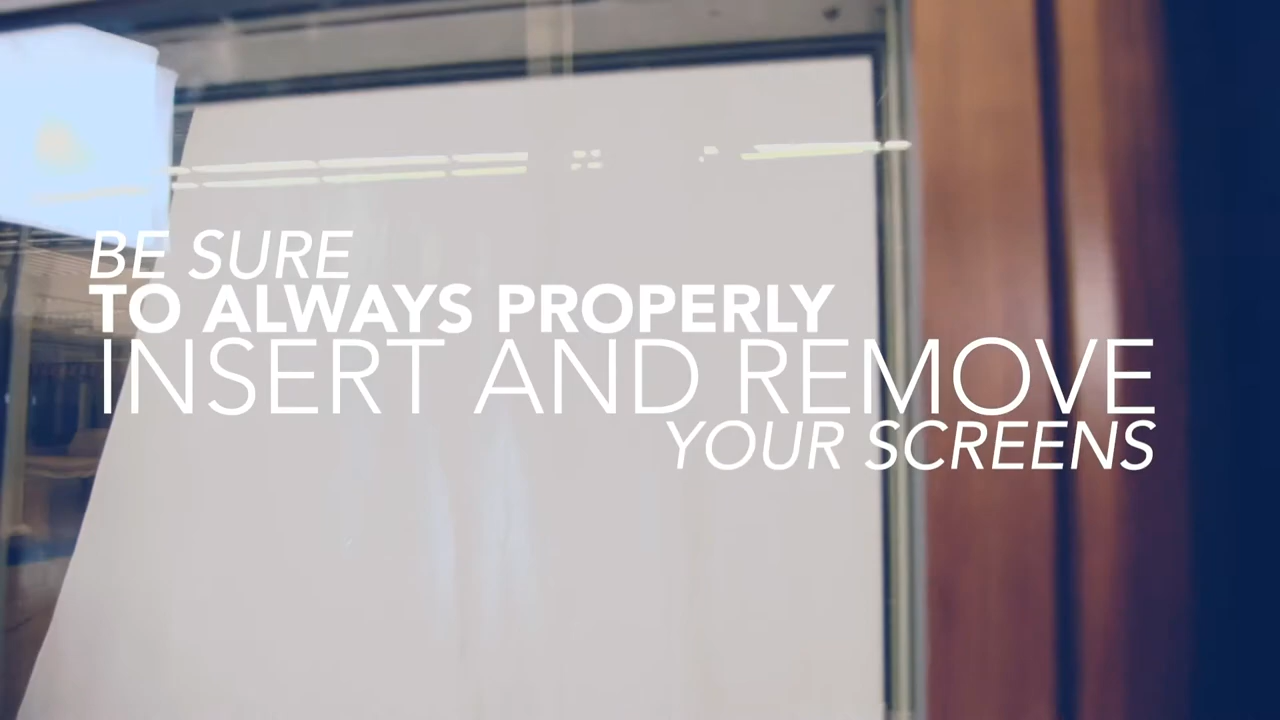 BE SURE
TO ALWAYS PROPERLY
INSERT AND REMOVE
YOUR SCREENS